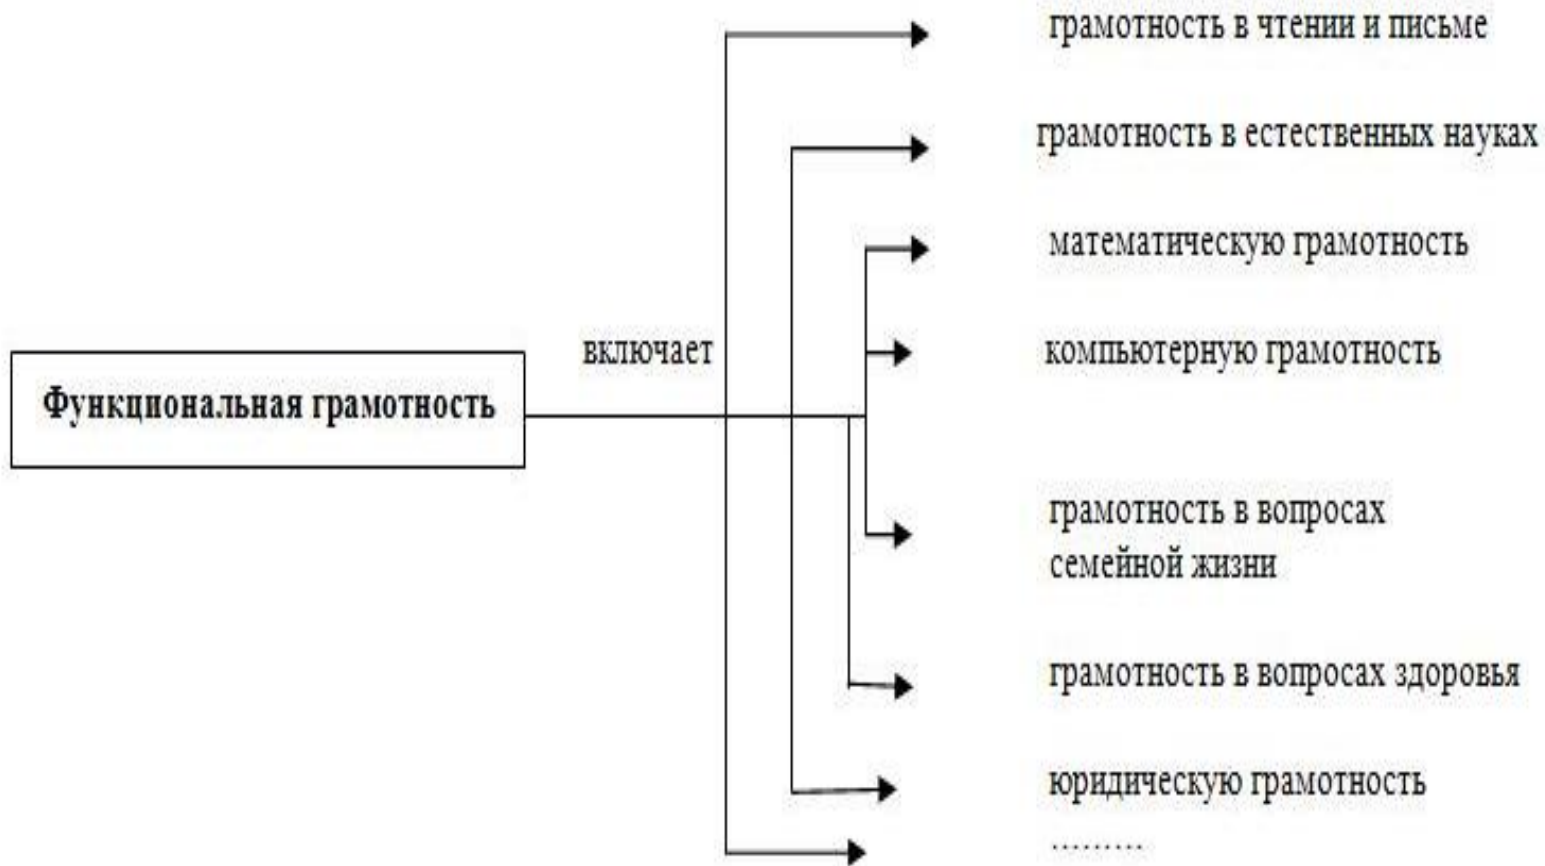 грамотность в чтении и письме
грамотность в естественных науках
математическую грамотность
включает
компьютерную грамотность
Функциональная грамотность
грамотность в вопросах
семейной жизни
грамотность в вопросах здоровья
юридическую грамотность
.........